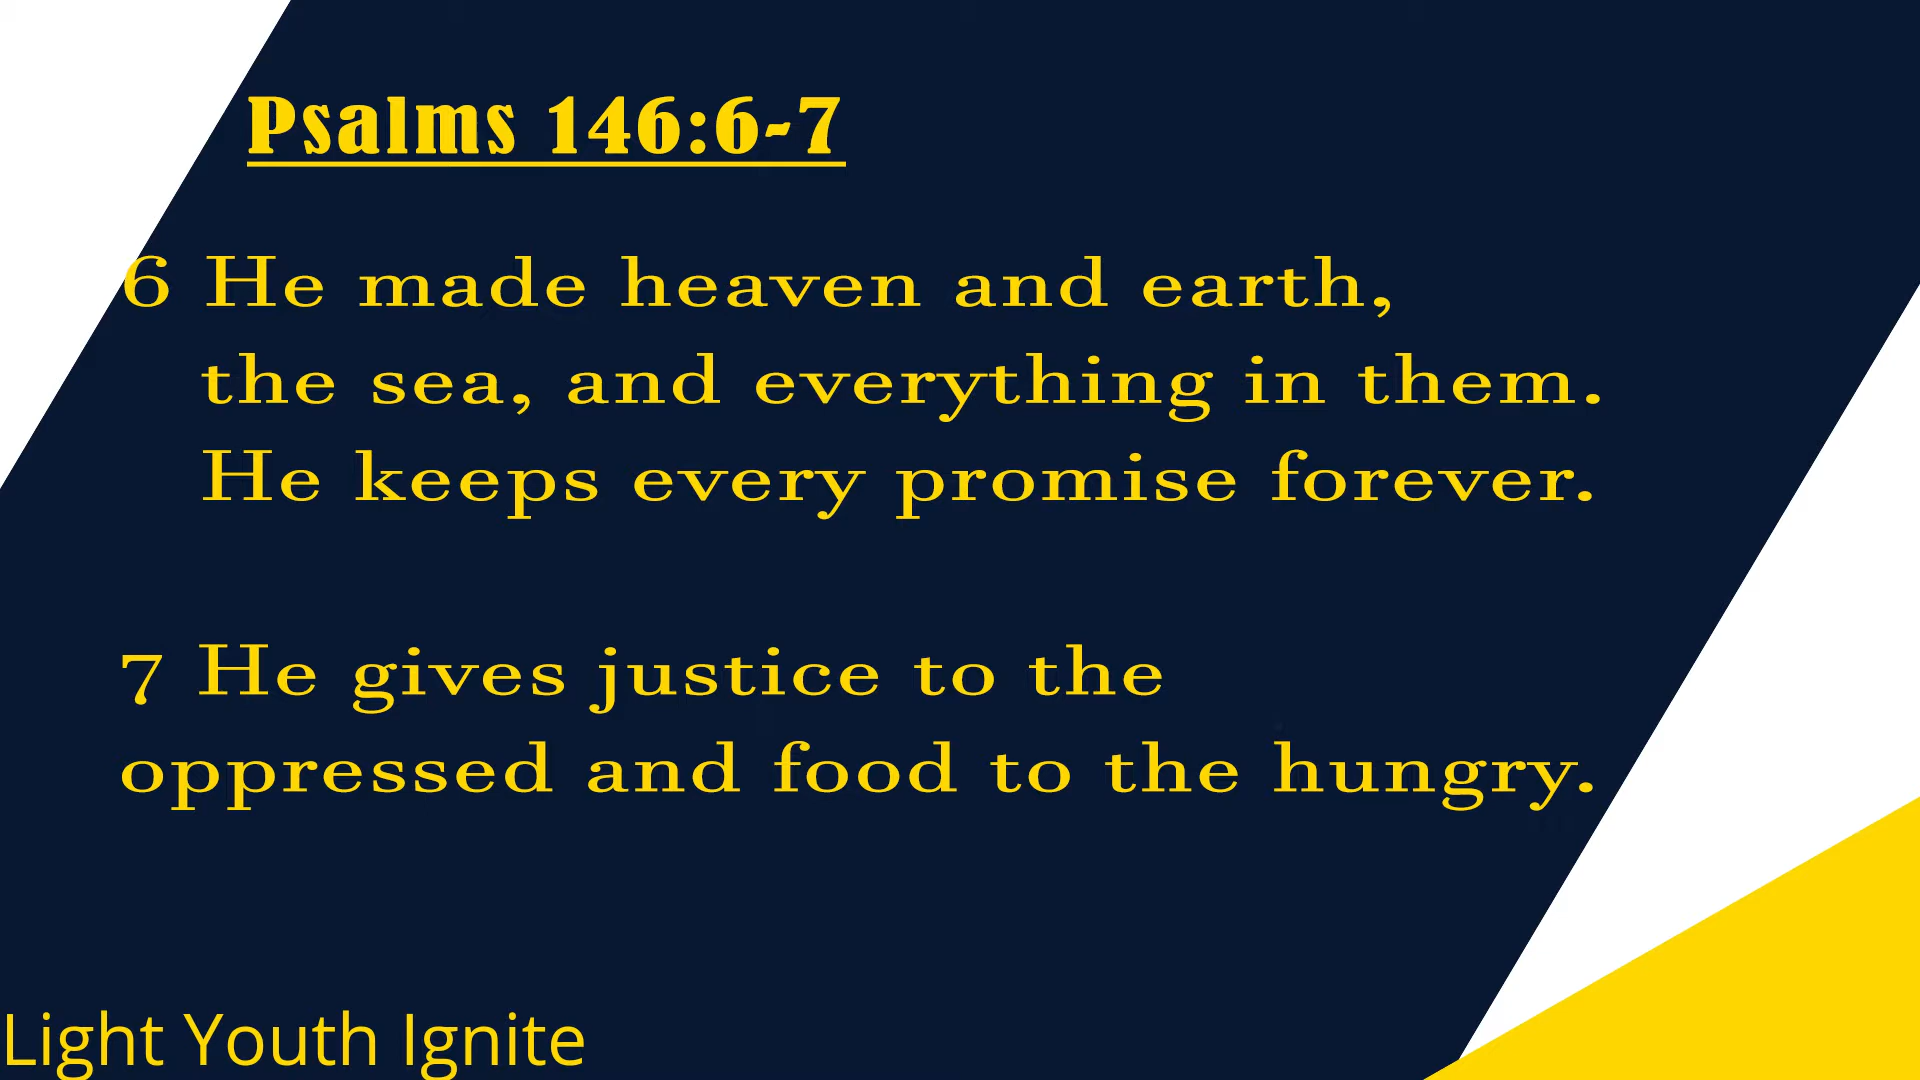 Psalms 146:6-7
6 He made heaven and earth,
the sea, and everything in them.
He keeps every promise forever.
7 He gives justice to the
oppressed and food to the hungry.
Light Youth Ignite